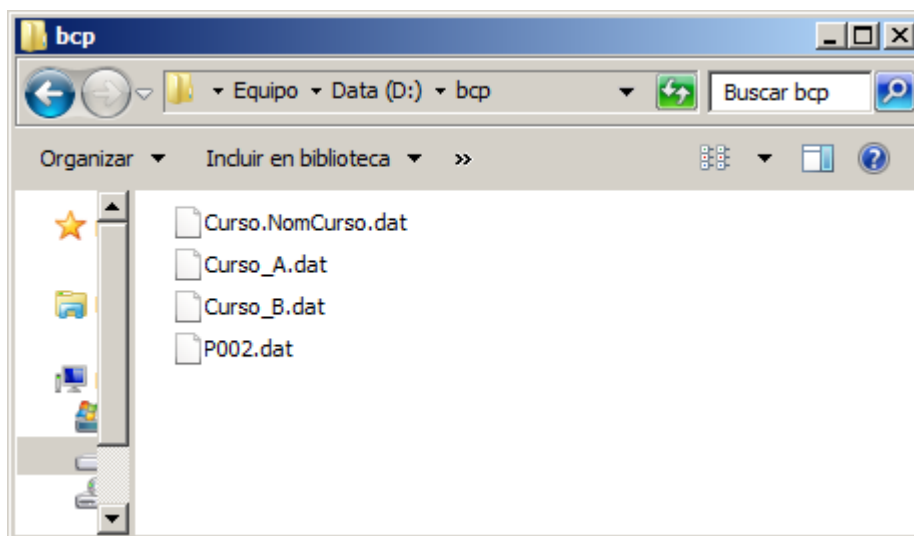 bcp
Equipo Data (D:) bcp
Buscar bcp
Organizar Incluir en biblioteca »
Curso.NomCurso.dat
Curso_A.dat
Curso_B.dat
P002.dat